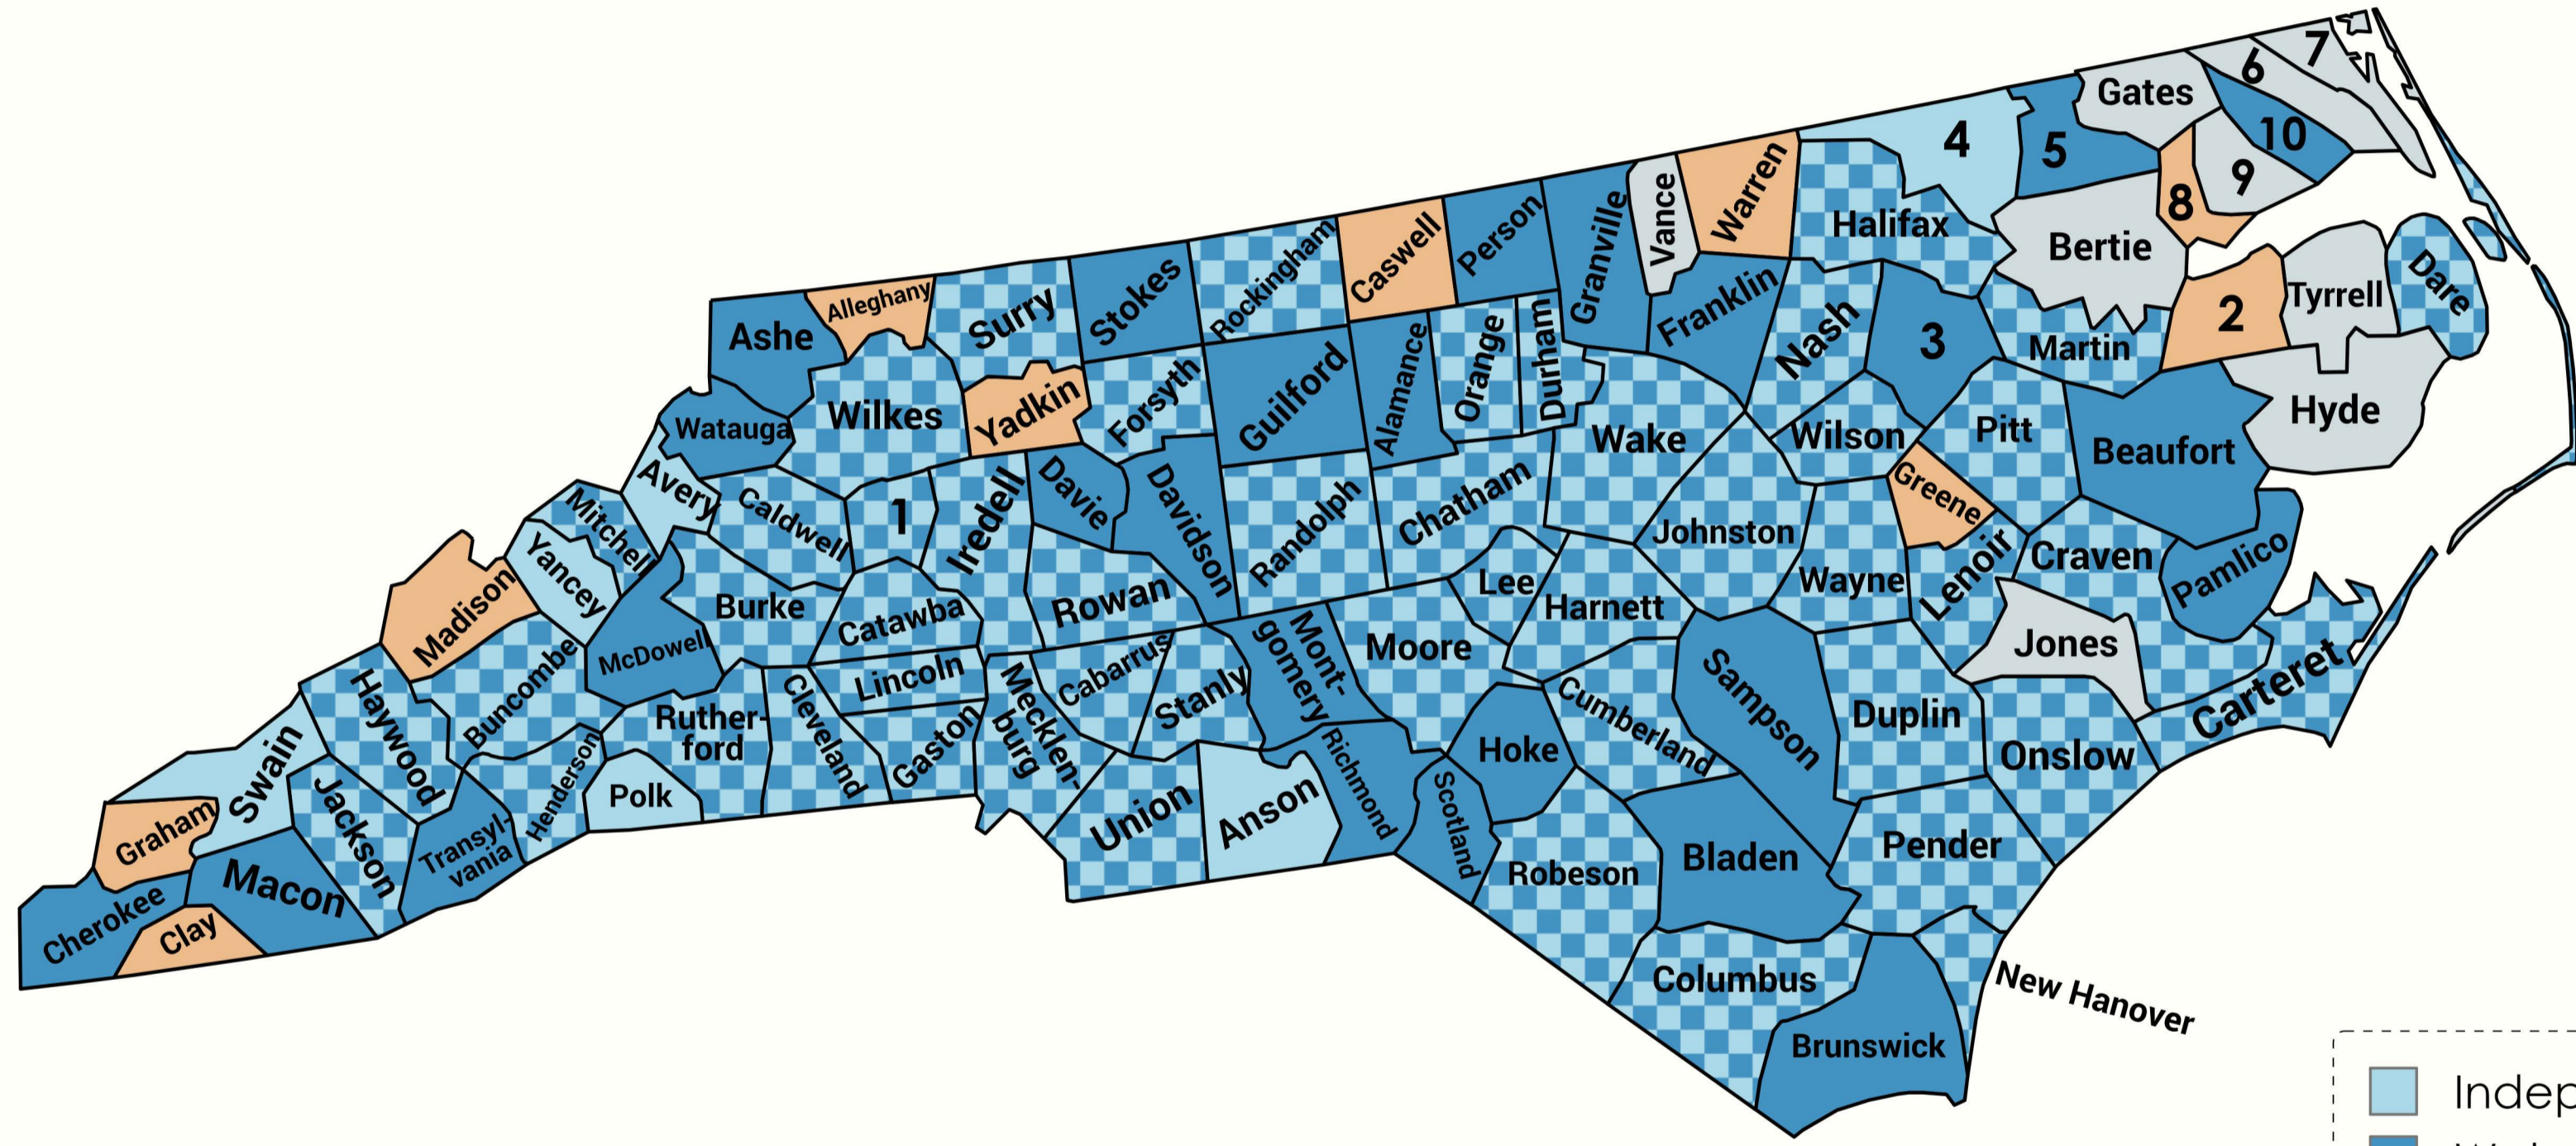 7
6
Gates
10
4
5
9
Warren
Vance
8
Halifax
Granville
Bertie
Person
Caswell
Dare
Tyrrell
2
Rockingham
Stokes
Alleghany
Surry
Ashe
Franklin
Nash
3
Martin
Durham
Orange
Alamance
Guilford
Forsyth
Yadkin
Wilkes
Watauga
Hyde
Wake
Wilson
Pitt
Beaufort
Avery
Caldwell
1
Iredell
Davie
Davidson
Randolph
Chatham
Johnston
Greene
Mitchell
Yancey
Lee
Harnett
Wayne
Lenoir
Craven
Pamlico
Madison
Burke
Catawba
Rowan
Moore
Mont-
gomery
Jones
McDowell
Buncombe
Haywood
Lincoln
Cabarrus
Stanly
Mecklen-
burg
Cleveland
Gaston
Ruther-
ford
Henderson
Polk
Swain
Jackson
Transyl-
vania
Graham
Macon
Cherokee
Clay
Union
Anson
Richmond
Scotland
Hoke
Cumberland
Sampson
Duplin
Onslow
Carteret
Robeson
Bladen
Pender
Columbus
New Hanover
Brunswick
Indep